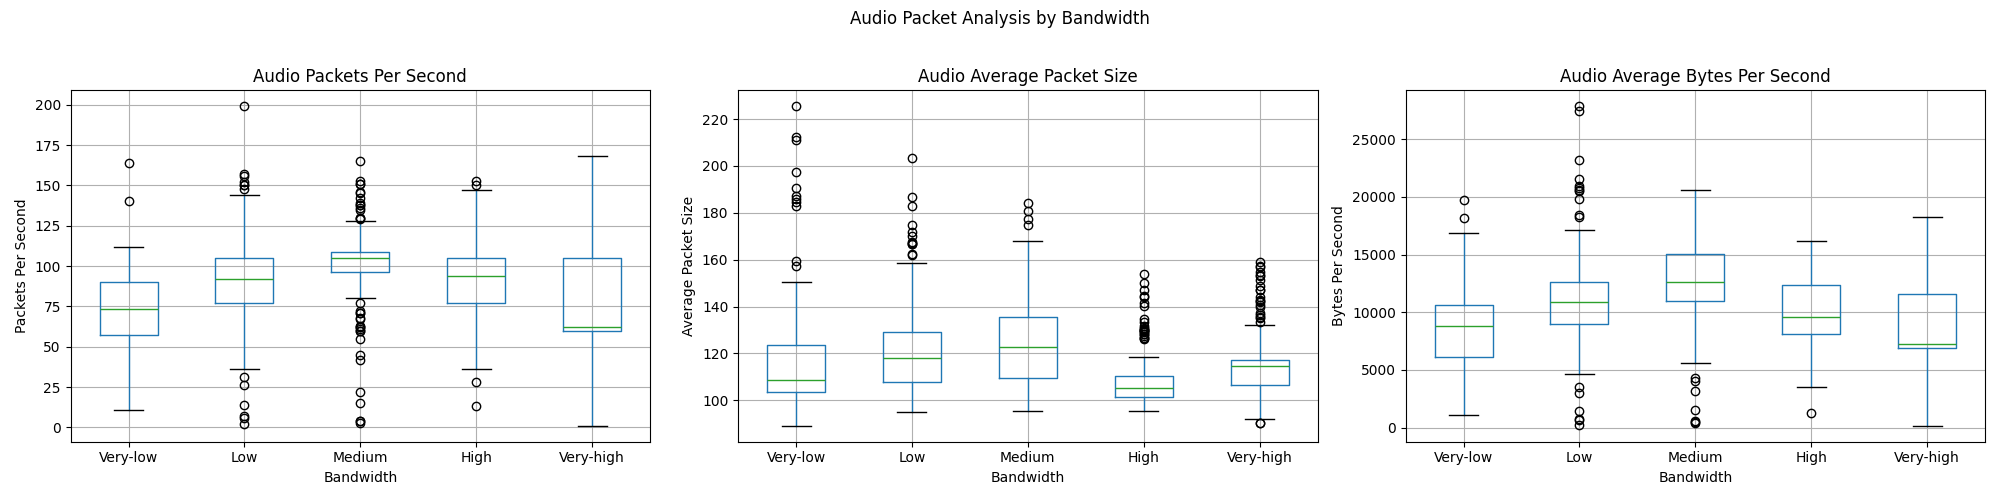 Audio Packet Analysis by Bandwidth
Audio Packets Per Second
Packets Per Second
200
175
150
125
100
75
50
25
0
Very-low
Low
Medium
High
Very-high
Bandwidth
Audio Average Packet Size
Average Packet Size
220
200
180
160
140
120
100
Very-low
Low
Medium
High
Very-high
Bandwidth
Audio Average Bytes Per Second
Bytes Per Second
25000
20000
15000
10000
5000
0
Very-low
Low
Medium
High
Very-high
Bandwidth